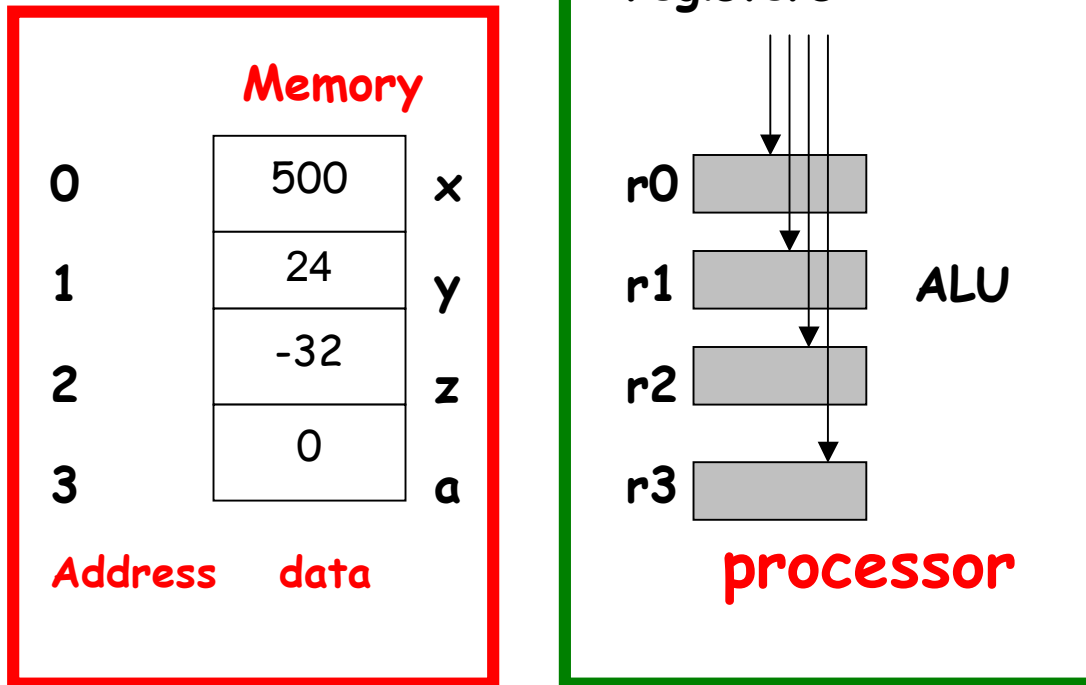 Memory
0 500 x
1 24 y
2 -32 z
3 0 a
Address data
r0
r1 ALU
r2
r3
processor